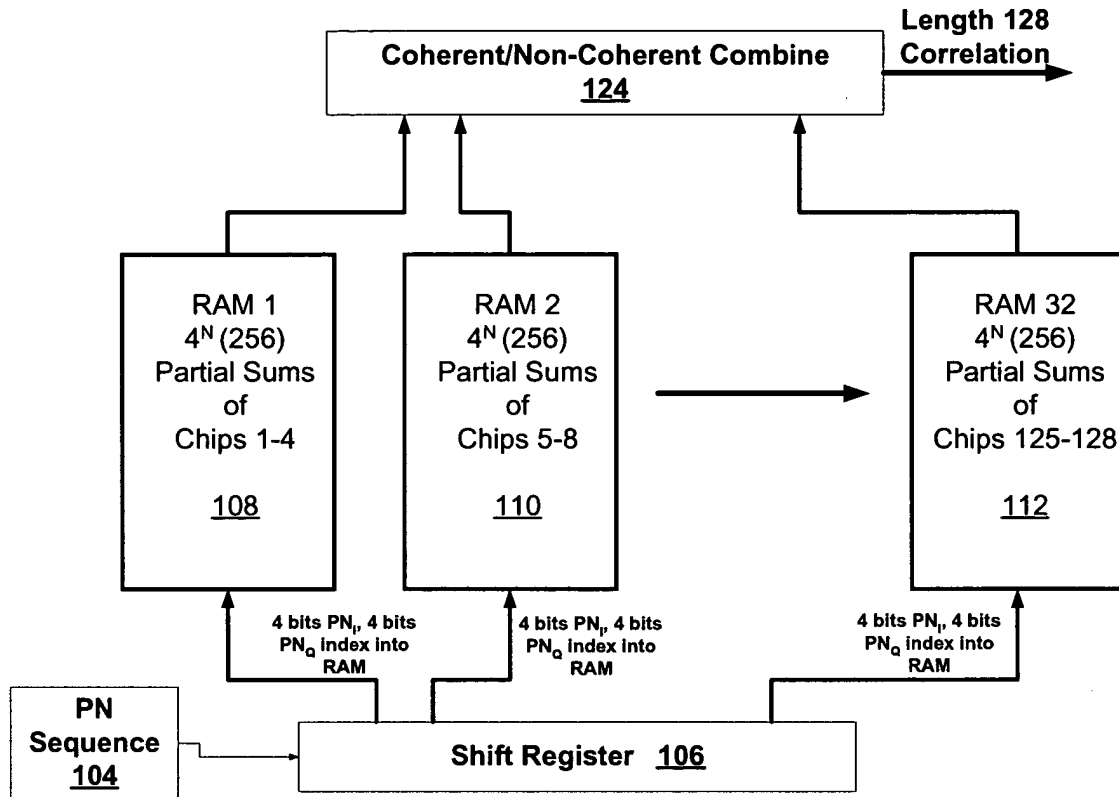 Length 128
Correlation
Coherent/Non-Coherent Combine
124
RAM 1
4^N (256)
Partial Sums
of
Chips 1-4
108
RAM 2
4^N (256)
Partial Sums
of
Chips 5-8
110
RAM 32
4^N (256)
Partial Sums
of
Chips 125-128
112
4 bits PN_I, 4 bits
PN_Q index into
RAM
4 bits PN_I, 4 bits
PN_Q index into
RAM
4 bits PN_I, 4 bits
PN_Q index into
RAM
PN
Sequence
104
Shift Register 106